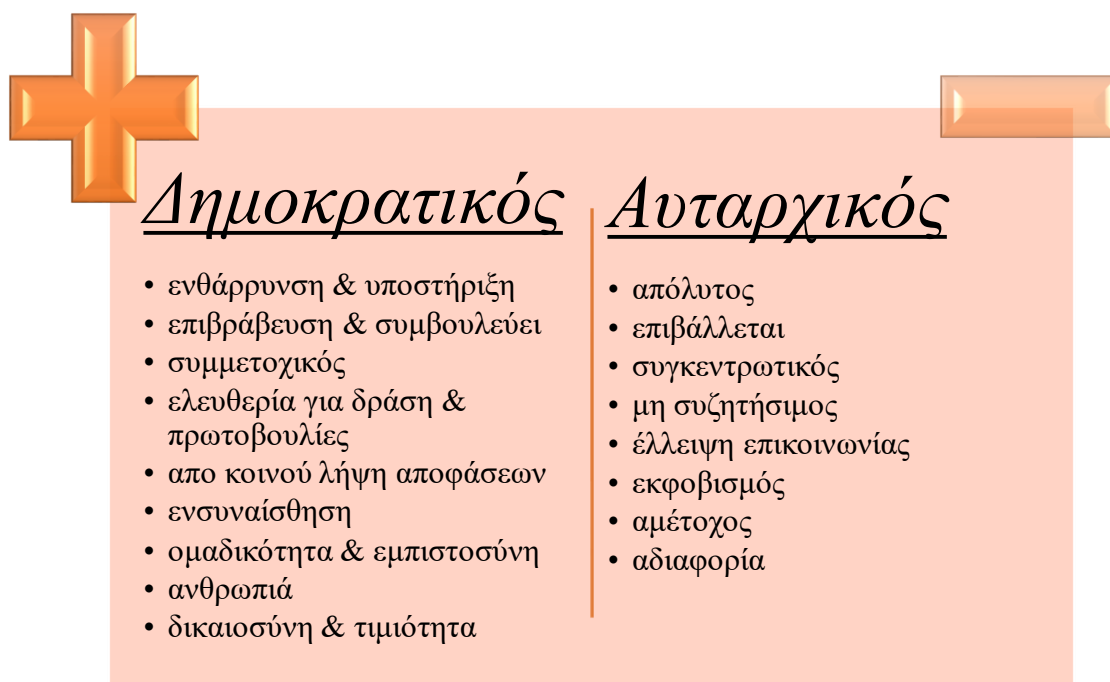 Δημοκρατικός
• ενθάρρυνση & υποστήριξη
• επιβράβευση & συμβουλεύει
• συμμετοχικός
• ελευθερία για δράση &
πρωτοβουλίες
• απο κοινού λήψη αποφάσεων
• ενσυναίσθηση
• ομαδικότητα & εμπιστοσύνη
• ανθρωπιά
• δικαιοσύνη & τιμιότητα
Αυταρχικός
• απόλυτος
• επιβάλλεται
• συγκεντρωτικός
• μη συζητήσιμος
• έλλειψη επικοινωνίας
• εκφοβισμός
• αμέτοχος
• αδιαφορία